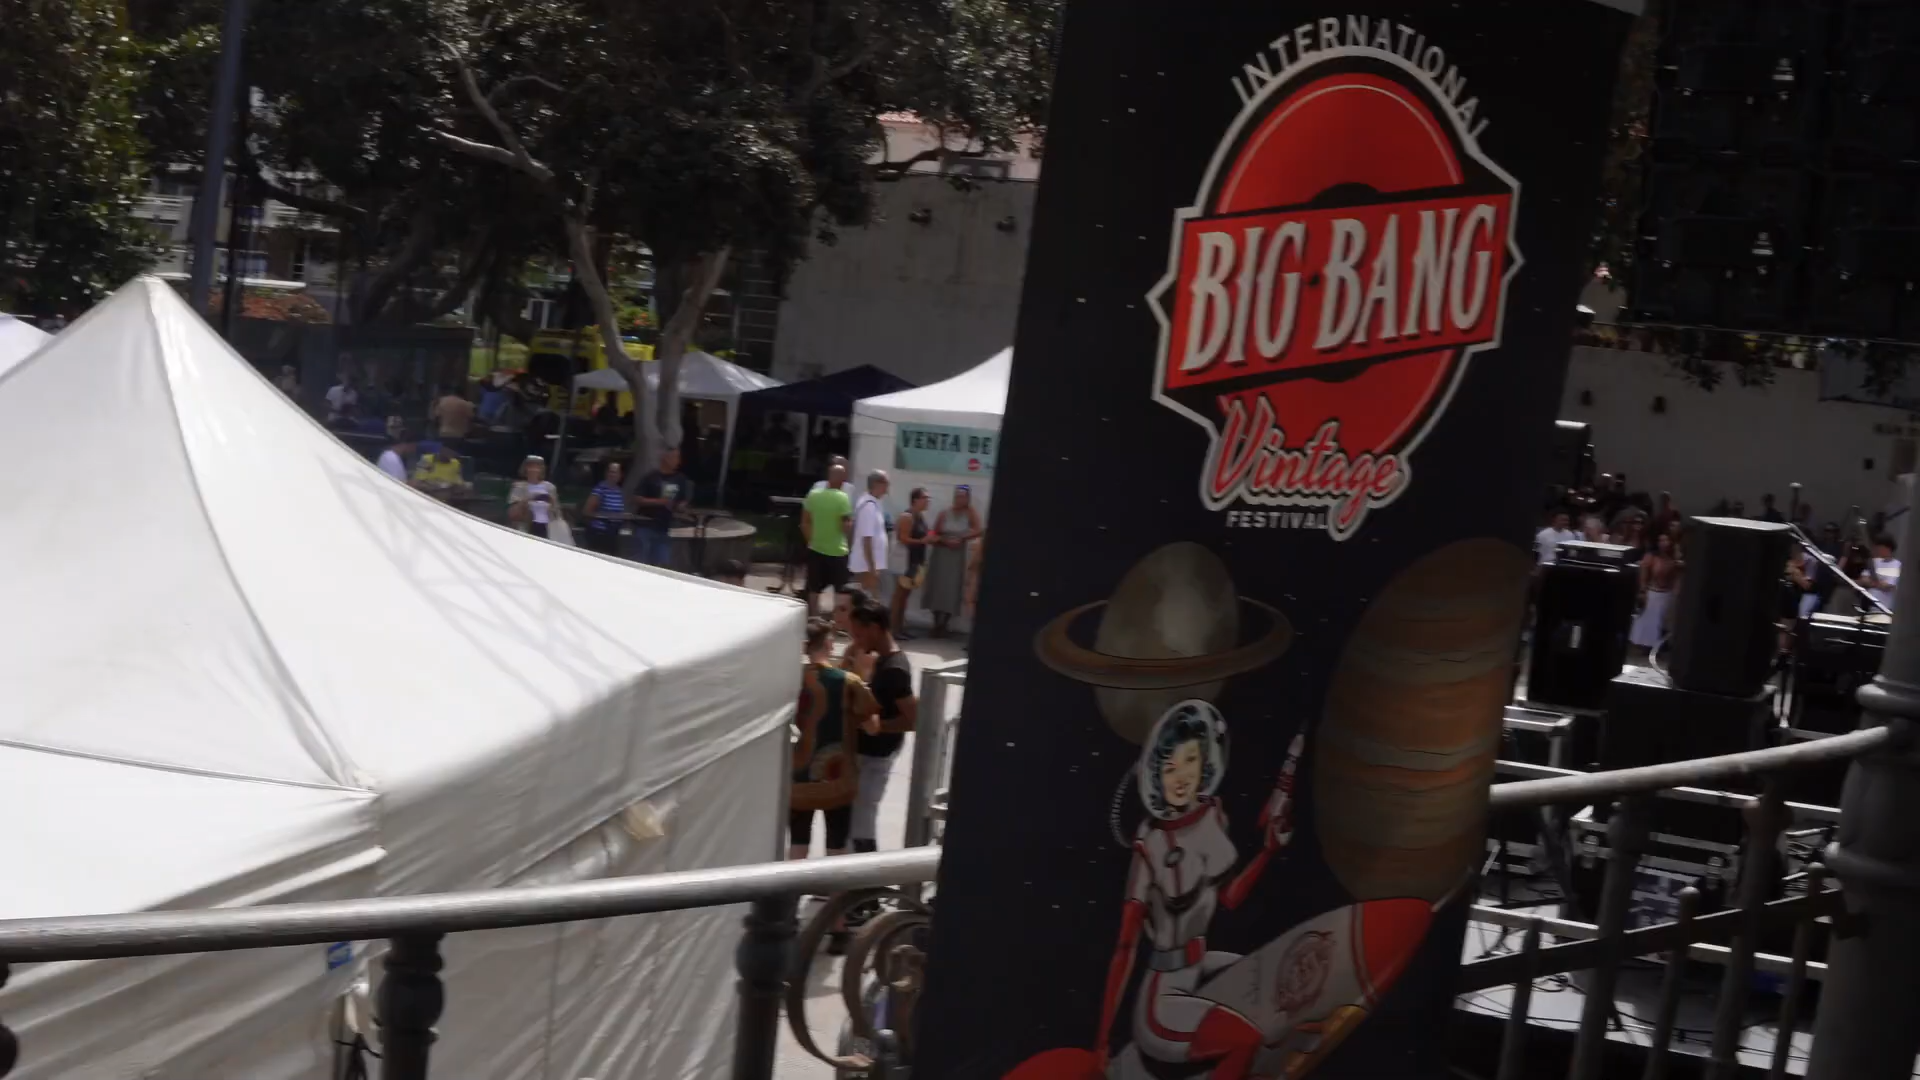 INTERNATIONAL
BIG BANG
Vintage
FESTIVAL
VENTA DE